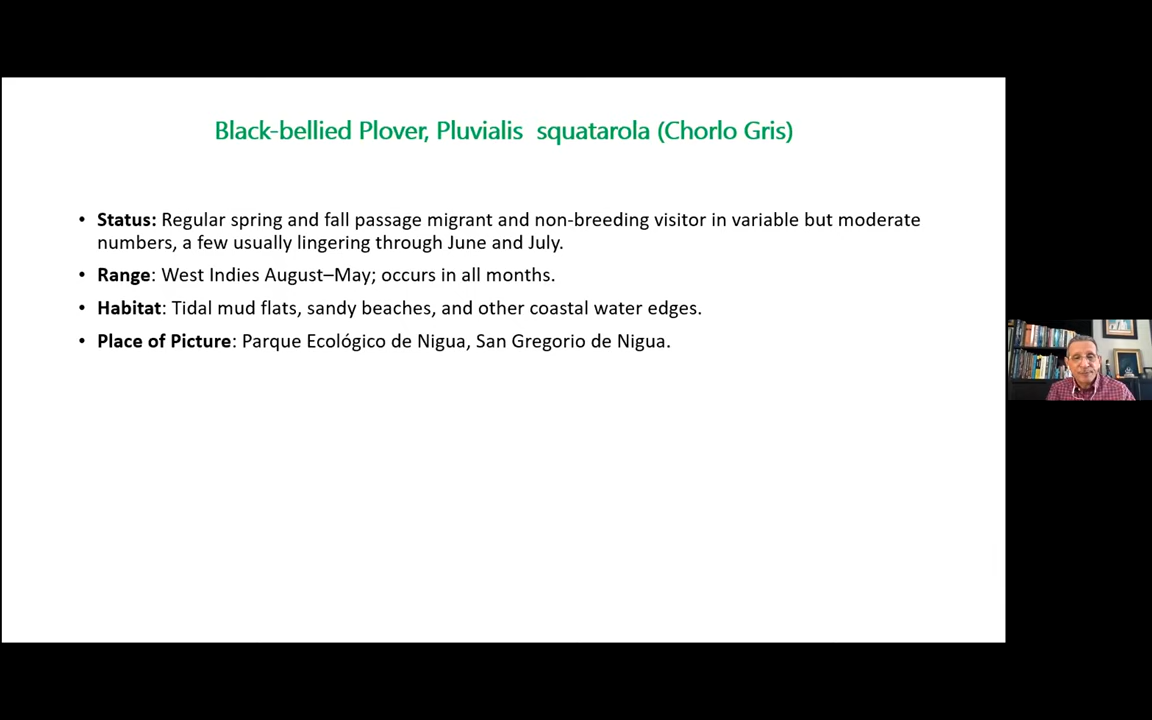 Black-bellied Plover, Pluvialis squatarola (Chorlo Gris)
• Status: Regular spring and fall passage migrant and non-breeding visitor in variable but moderate
numbers, a few usually lingering through June and July.
• Range: West Indies August–May; occurs in all months.
• Habitat: Tidal mud flats, sandy beaches, and other coastal water edges.
• Place of Picture: Parque Ecológico de Nigua, San Gregorio de Nigua.